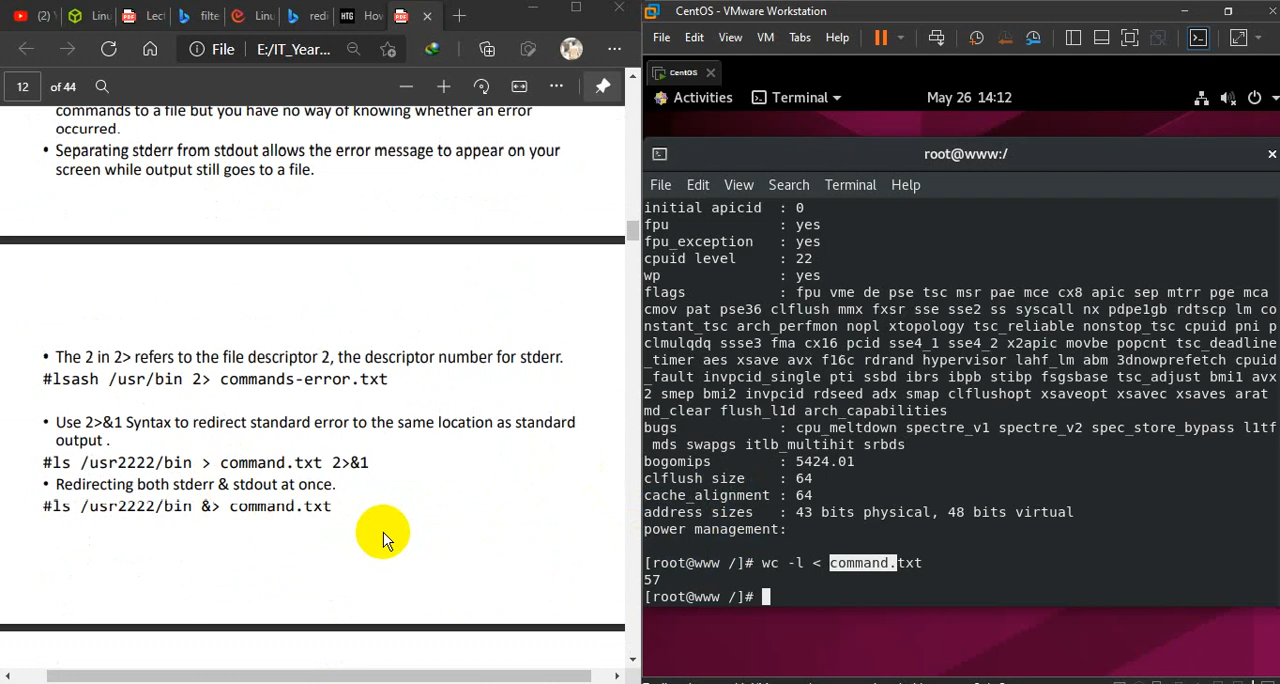 (2)
Linu
Lect
filte
Linu
redi
HTG
Hov
PDF
File
E:/IT_Year...
12
of 44
commands to a file but you have no way of knowing whether an error
occurred.
• Separating stderr from stdout allows the error message to appear on your
screen while output still goes to a file.
• The 2 in 2> refers to the file descriptor 2, the descriptor number for stderr.
#lsash /usr/bin 2> commands-error.txt
• Use 2>&1 Syntax to redirect standard error to the same location as standard
output .
#ls /usr2222/bin > command.txt 2>&1
• Redirecting both stderr & stdout at once.
#ls /usr2222/bin &> command.txt
CentOS - VMware Workstation
File Edit View VM Tabs Help
CentOS
Activities Terminal May 26 14:12
root@www:/
File Edit View Search Terminal Help
initial apicid : 0
fpu : yes
fpu_exception : yes
cpuid level : 22
wp : yes
flags : fpu vme de pse tsc msr pae mce cx8 apic sep mtrr pge mca
cmov pat pse36 clflush mmx fxsr sse sse2 ss syscall nx pdpe1gb rdtscp lm co
nstant_tsc arch_perfmon nopl xtopology tsc_reliable nonstop_tsc cpuid pni p
clmulqdq ssse3 fma cx16 pcid sse4_1 sse4_2 x2apic movbe popcnt tsc_deadline
_timer aes xsave avx f16c rdrand hypervisor lahf_lm abm 3dnowprefetch cpuid
_fault invpcid_single pti ssbd ibrs ibpb stibp fsgsbase tsc_adjust bmi1 avx
2 smep bmi2 invpcid rdseed adx smap clflushopt xsaveopt xsavec xsaves arat
md_clear flush_l1d arch_capabilities
bugs : cpu_meltdown spectre_v1 spectre_v2 spec_store_bypass l1tf
mds swapgs itlb_multihit srbds
bogomips : 5424.01
clflush size : 64
cache_alignment : 64
address sizes : 43 bits physical, 48 bits virtual
power management:
[root@www /]# wc -l < command.txt
57
[root@www /]#